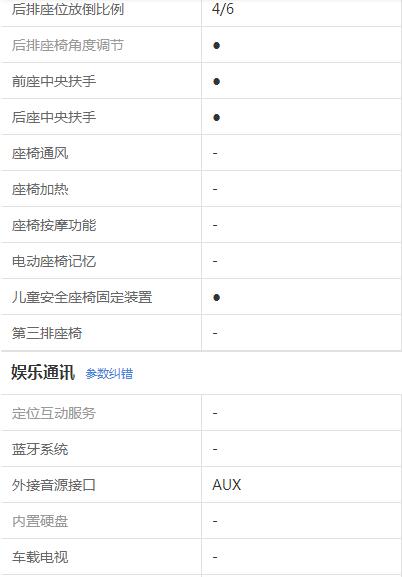 后排座位放倒比例 4/6
后排座椅角度调节 ●
前座中央扶手 ●
后座中央扶手 ●
座椅通风 -
座椅加热 -
座椅按摩功能 -
电动座椅记忆 -
儿童安全座椅固定装置 ●
第三排座椅 -
娱乐通讯 参数纠错
定位互动服务 -
蓝牙系统 -
外接音源接口 AUX
内置硬盘 -
车载电视 -